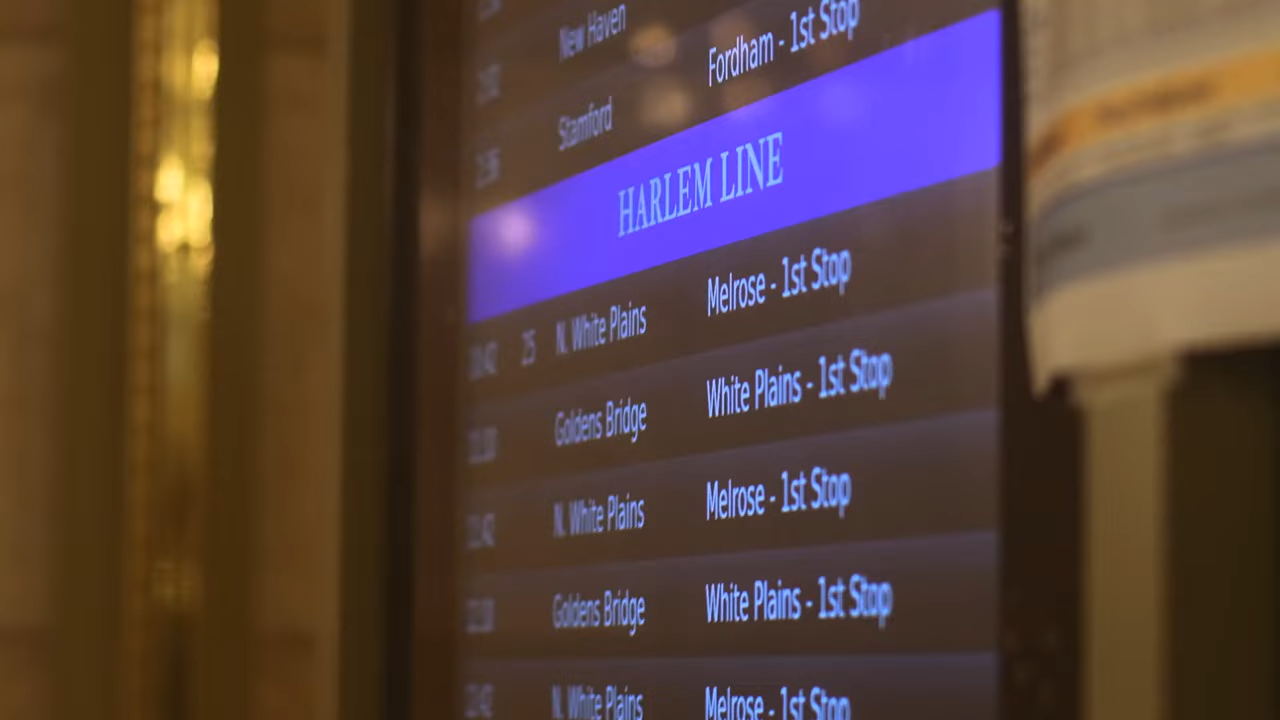 New Haven
Fordham - 1st Stop
Stamford
HARLEM LINE
25 N. White Plains Melrose - 1st Stop
Goldens Bridge White Plains - 1st Stop
N. White Plains Melrose - 1st Stop
Goldens Bridge White Plains - 1st Stop
N. White Plains Melrose - 1st Stop